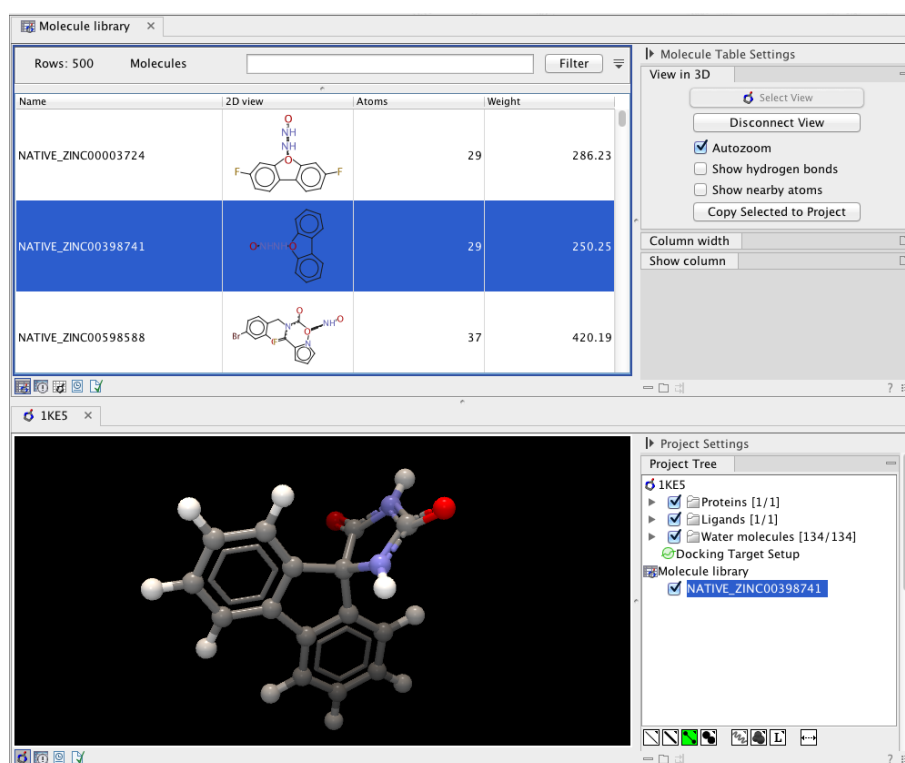 Molecule library ×
Rows: 500 Molecules Filter
Name 2D view Atoms Weight
NATIVE_ZINC00003724 29 286.23
O
NH
NH
O
F F
NATIVE_ZINC00398741 29 250.25
NATIVE_ZINC00598588 37 420.19
O
N NH O
Br
N
Molecule Table Settings
View in 3D
Select View
Disconnect View
Autozoom
Show hydrogen bonds
Show nearby atoms
Copy Selected to Project
Column width
Show column
?
1KE5 ×
Project Settings
Project Tree
1KE5
Proteins [1/1]
Ligands [1/1]
Water molecules [134/134]
Docking Target Setup
Molecule library
NATIVE_ZINC00398741
L
?